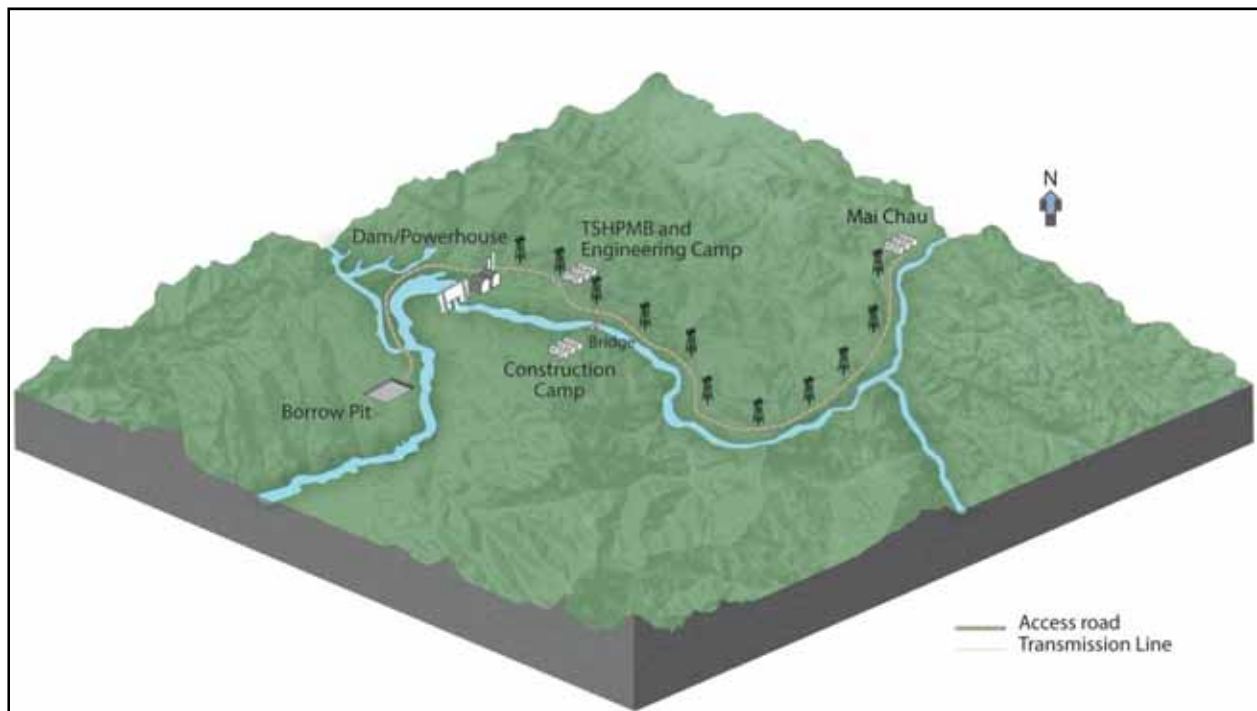 N
Mai Chau
TSHPMB and
Engineering Camp
Dam/Powerhouse
Bridge
Construction
Camp
Borrow Pit
Access road
Transmission Line